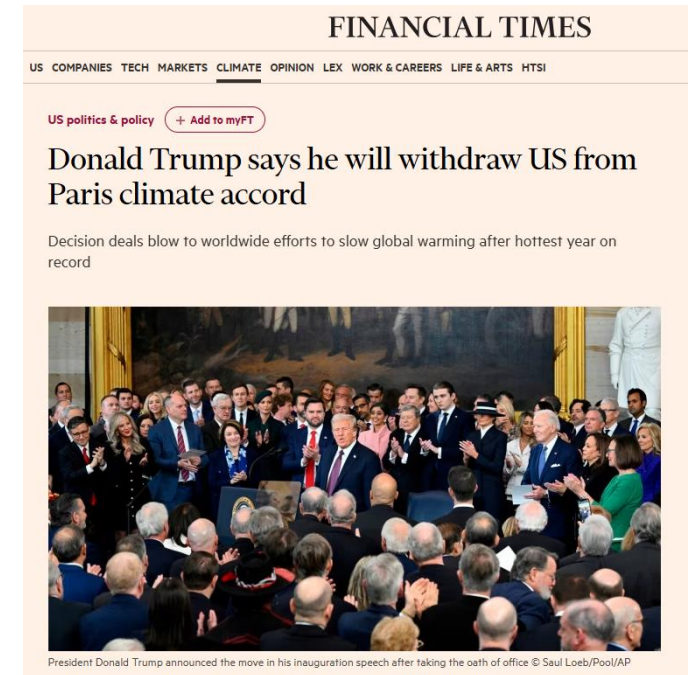 FINANCIAL TIMES
US COMPANIES TECH MARKETS CLIMATE OPINION LEX WORK & CAREERS LIFE & ARTS HTSI
US politics & policy + Add to myFT
Donald Trump says he will withdraw US from
Paris climate accord
Decision deals blow to worldwide efforts to slow global warming after hottest year on
record
President Donald Trump announced the move in his inauguration speech after taking the oath of office © Saul Loeb/Pool/AP